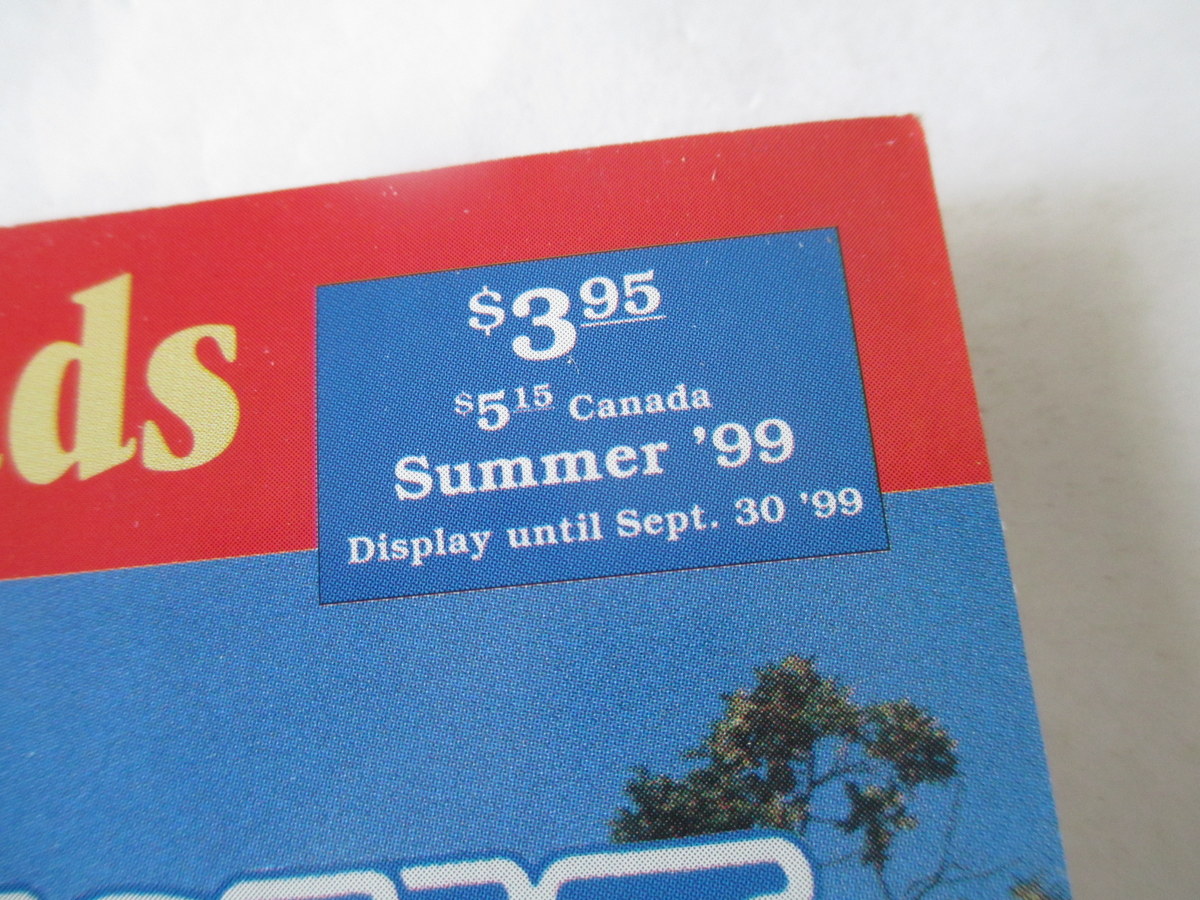 ds
$3 95
$5 15 Canada
Summer '99
Display until Sept. 30 '99